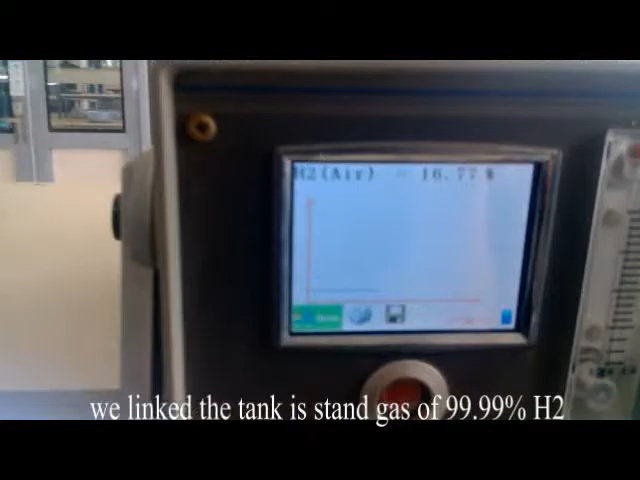 H2(Air) = 16.77 %
we linked the tank is stand gas of 99.99% H2